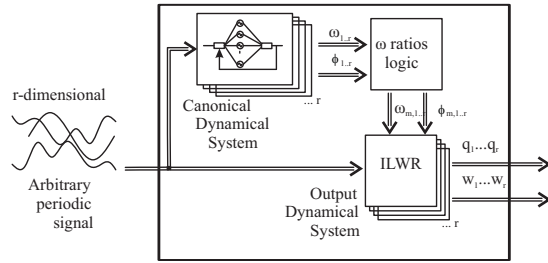 r-dimensional
Arbitrary
periodic
signal
... r
Canonical
Dynamical
System
ω1..r
ϕ1..r
ω ratios
logic
ωm,1..r
ϕm,1..r
ILWR
... r
Output
Dynamical
System
q1...qr
w1...wr